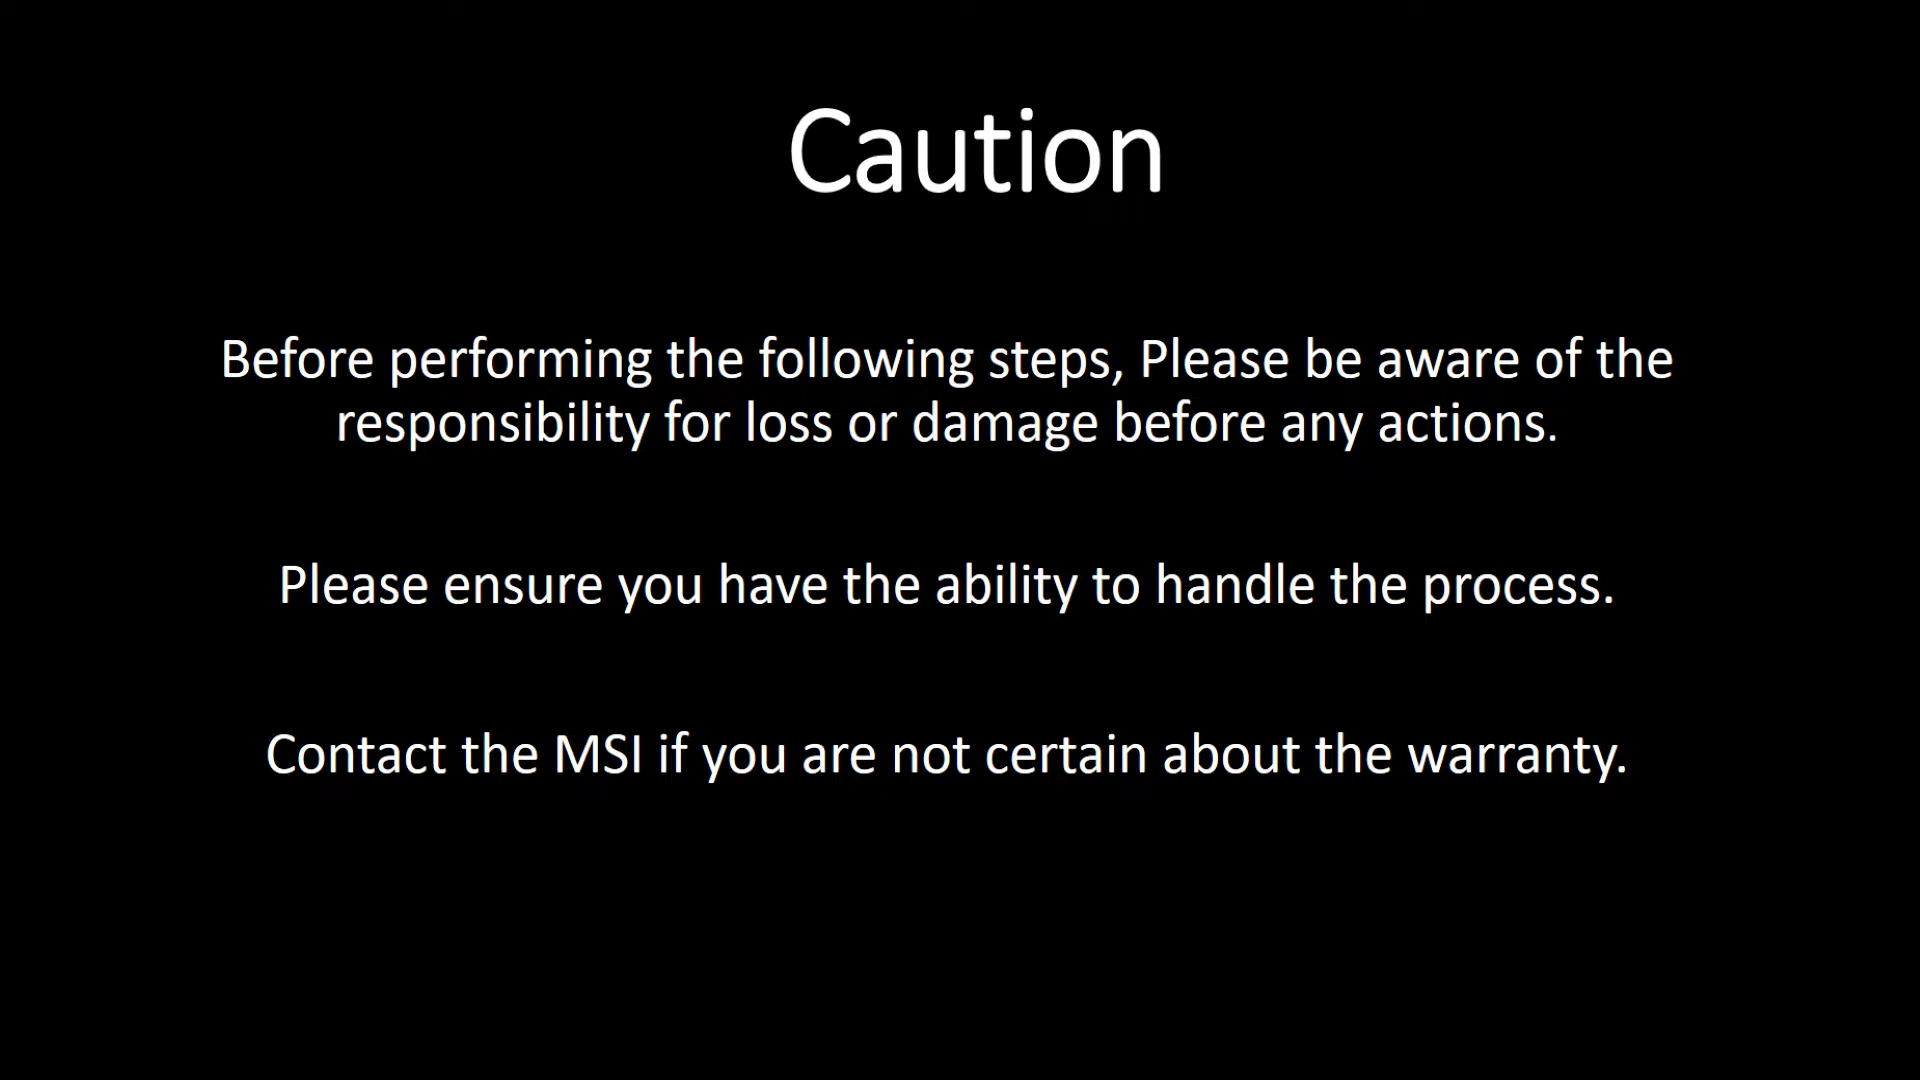 Caution
Before performing the following steps, Please be aware of the
responsibility for loss or damage before any actions.
Please ensure you have the ability to handle the process.
Contact the MSI if you are not certain about the warranty.